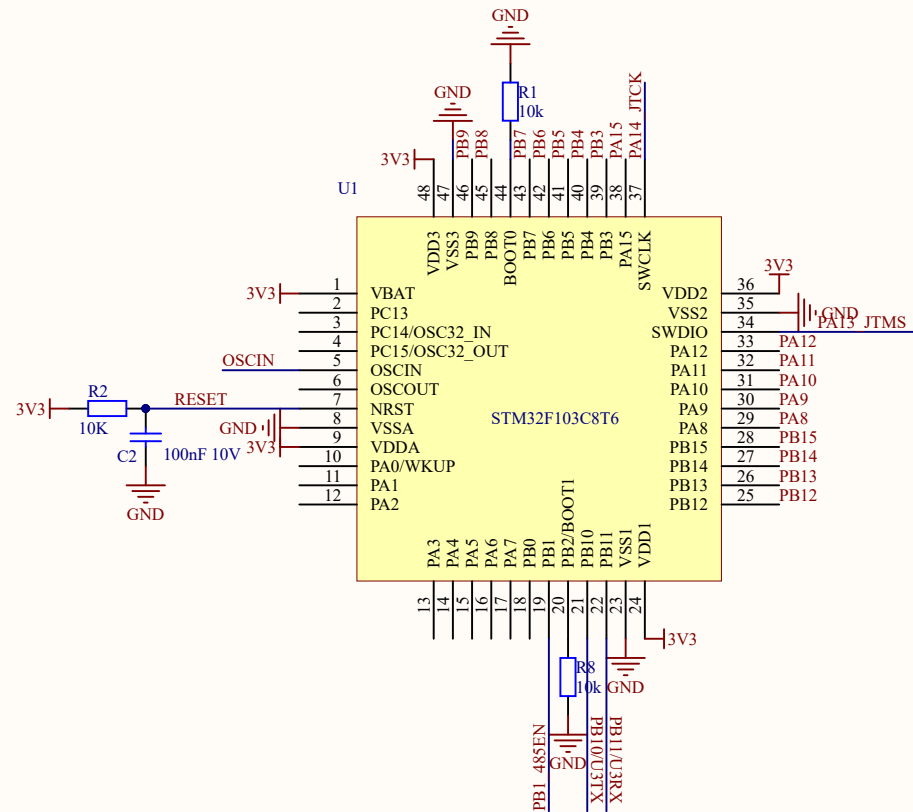 GND
R1
10k
GND
3V3
PB9
PB8
PB7
PB6
PB5
PB4
PB3
PA15
PA14 JTCK
U1
48
47
46
45
44
43
42
41
40
39
38
37
VDD3
VSS3
PB9
PB8
BOOT0
PB7
PB6
PB5
PB4
PB3
PA15
SWCLK
3V3
1 VBAT
2 PC13
3 PC14/OSC32_IN
4 PC15/OSC32_OUT
OSCIN 5 OSCIN
6 OSCOUT
RESET 7 NRST
GND 8 VSSA
3V3 9 VDDA
10 PA0/WKUP
11 PA1
12 PA2
3V3
R2
10K
C2
100nF 10V
GND
STM32F103C8T6
3V3
VDD2 36
VSS2 35 GND
SWDIO 34 PA13 JTMS
PA12 33 PA12
PA11 32 PA11
PA10 31 PA10
PA9 30 PA9
PA8 29 PA8
PB15 28 PB15
PB14 27 PB14
PB13 26 PB13
PB12 25 PB12
PA3
PA4
PA5
PA6
PA7
PB0
PB1
PB2/BOOT1
PB10
PB11
VSS1
VDD1
13
14
15
16
17
18
19
20
21
22
23
24
3V3
R8
10k
GND
GND
PB1 485EN
PB10/U3TX
PB11/U3RX